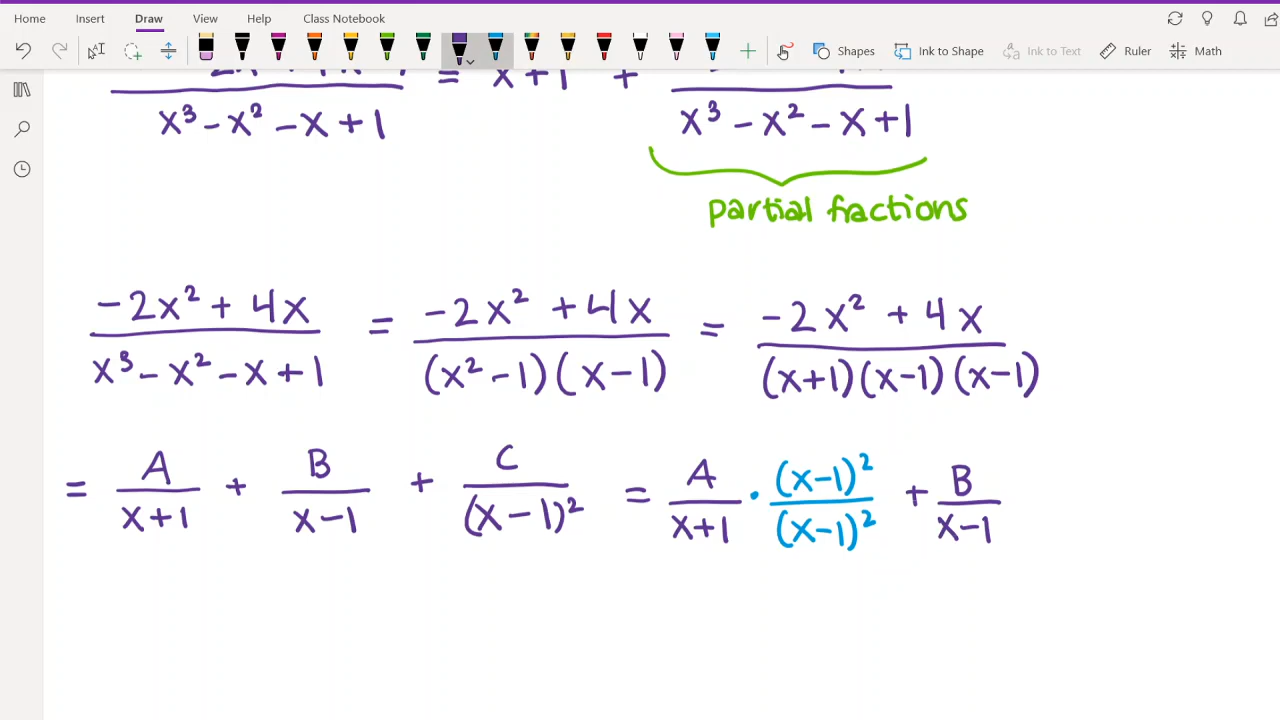 Home Insert Draw View Help Class Notebook
Shapes Ink to Shape Ink to Text Ruler Math
= x+1 +
x³ - x² - x + 1 x³ - x² - x + 1
partial fractions
-2x² + 4x = -2x² + 4x = -2x² + 4x
x³ - x² - x + 1 (x² - 1)(x - 1) (x+1)(x-1)(x-1)
= A + B + C = A · (x-1)² + B
x+1 x-1 (x-1)² x+1 (x-1)² x-1